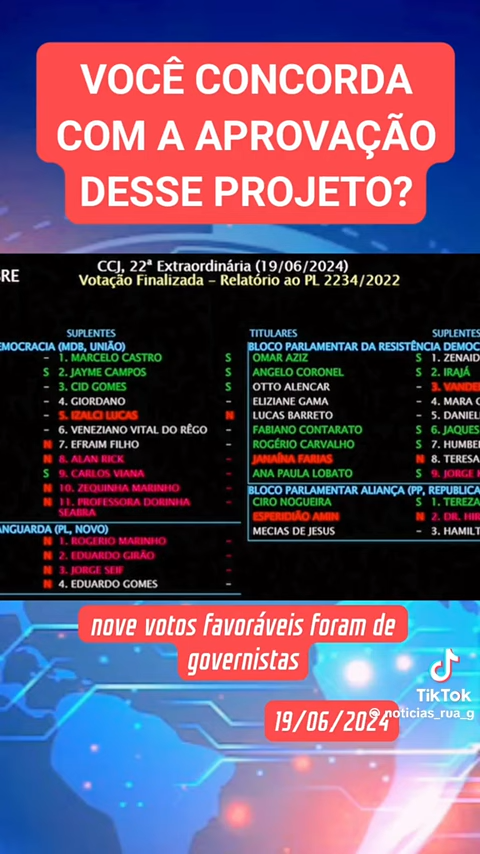 VOCÊ CONCORDA
COM A APROVAÇÃO
DESSE PROJETO?
BRE
CCJ, 22ª Extraordinária (19/06/2024)
Votação Finalizada – Relatório ao PL 2234/2022
SUPLENTES
EMOCRACIA (MDB, UNIÃO)
– 1. MARCELO CASTRO S
S 2. JAYME CAMPOS S
S 3. CID GOMES S
– 4. GIORDANO –
– 5. IZALCI LUCAS N
– 6. VENEZIANO VITAL DO RÊGO –
N 7. EFRAIM FILHO –
N 8. ALAN RICK –
S 9. CARLOS VIANA –
N 10. ZEQUINHA MARINHO –
N 11. PROFESSORA DORINHA –
SEABRA
ANGUARDA (PL, NOVO)
N 1. ROGERIO MARINHO –
N 2. EDUARDO GIRÃO –
N 3. JORGE SEIF –
N 4. EDUARDO GOMES –
TITULARES SUPLENTES
BLOCO PARLAMENTAR DA RESISTÊNCIA DEMOC
OMAR AZIZ S 1. ZENAID
ANGELO CORONEL S 2. IRAJÁ
OTTO ALENCAR – 3. VANDE
ELIZIANE GAMA – 4. MARA G
LUCAS BARRETO – 5. DANIEL
FABIANO CONTARATO S 6. JAQUES
ROGÉRIO CARVALHO S 7. HUMBE
JANAÍNA FARIAS N 8. TERESA
ANA PAULA LOBATO S 9. JORGE
BLOCO PARLAMENTAR ALIANÇA (PP, REPUBLICA
CIRO NOGUEIRA S 1. TEREZA
ESPERIDIÃO AMIN N 2. DR. HIR
MECIAS DE JESUS – 3. HAMILT
nove votos favoráveis foram de
governistas
TikTok
19/06/2024
@noticias_rua_g